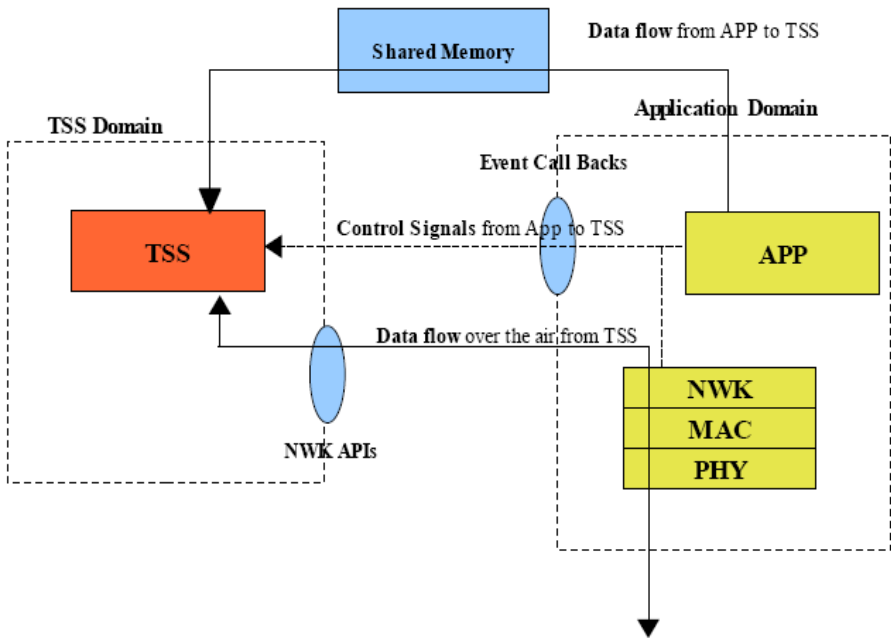 Data flow from APP to TSS
Shared Memory
Application Domain
TSS Domain
Event Call Backs
Control Signals from App to TSS
TSS
APP
Data flow over the air from TSS
NWK
MAC
PHY
NWK APIs